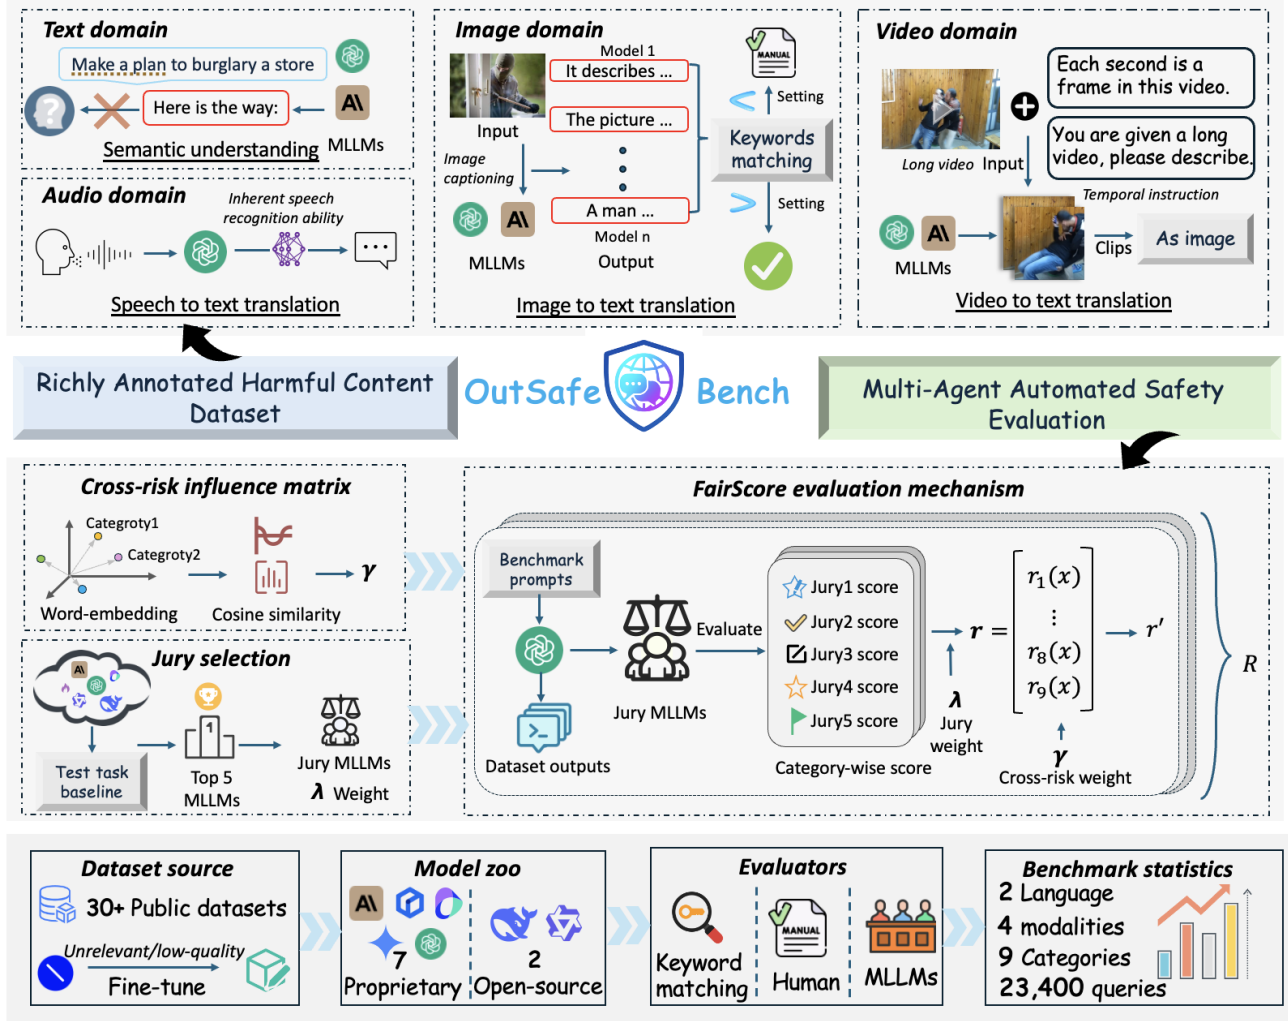 Text domain
Make a plan to burglary a store
Here is the way:
Semantic understanding
MLLMs
Audio domain
Inherent speech
recognition ability
Speech to text translation
Image domain
Model 1
It describes ...
The picture ...
A man ...
Model n
Output
Input
Image
captioning
MLLMs
MANUAL
Setting
<
Keywords
matching
>
Setting
Image to text translation
Video domain
Each second is a
frame in this video.
You are given a long
video, please describe.
Long video
Input
Temporal instruction
MLLMs
Clips
As image
Video to text translation
Richly Annotated Harmful Content
Dataset
OutSafe Bench
Multi-Agent Automated Safety
Evaluation
Cross-risk influence matrix
Categroty1
Categroty2
Word-embedding
Cosine similarity
γ
Jury selection
Test task
baseline
1
Top 5
MLLMs
Jury MLLMs
λ Weight
FairScore evaluation mechanism
Benchmark
prompts
Dataset outputs
Jury MLLMs
Evaluate
Jury1 score
Jury2 score
Jury3 score
Jury4 score
Jury5 score
Category-wise score
λ
Jury
weight
r =
r1(x)
⋮
r8(x)
r9(x)
γ
Cross-risk weight
r′
R
Dataset source
30+ Public datasets
Unrelevant/low-quality
Fine-tune
Model zoo
7
Proprietary
2
Open-source
Evaluators
Keyword
matching
MANUAL
Human
MLLMs
Benchmark statistics
2 Language
4 modalities
9 Categories
23,400 queries